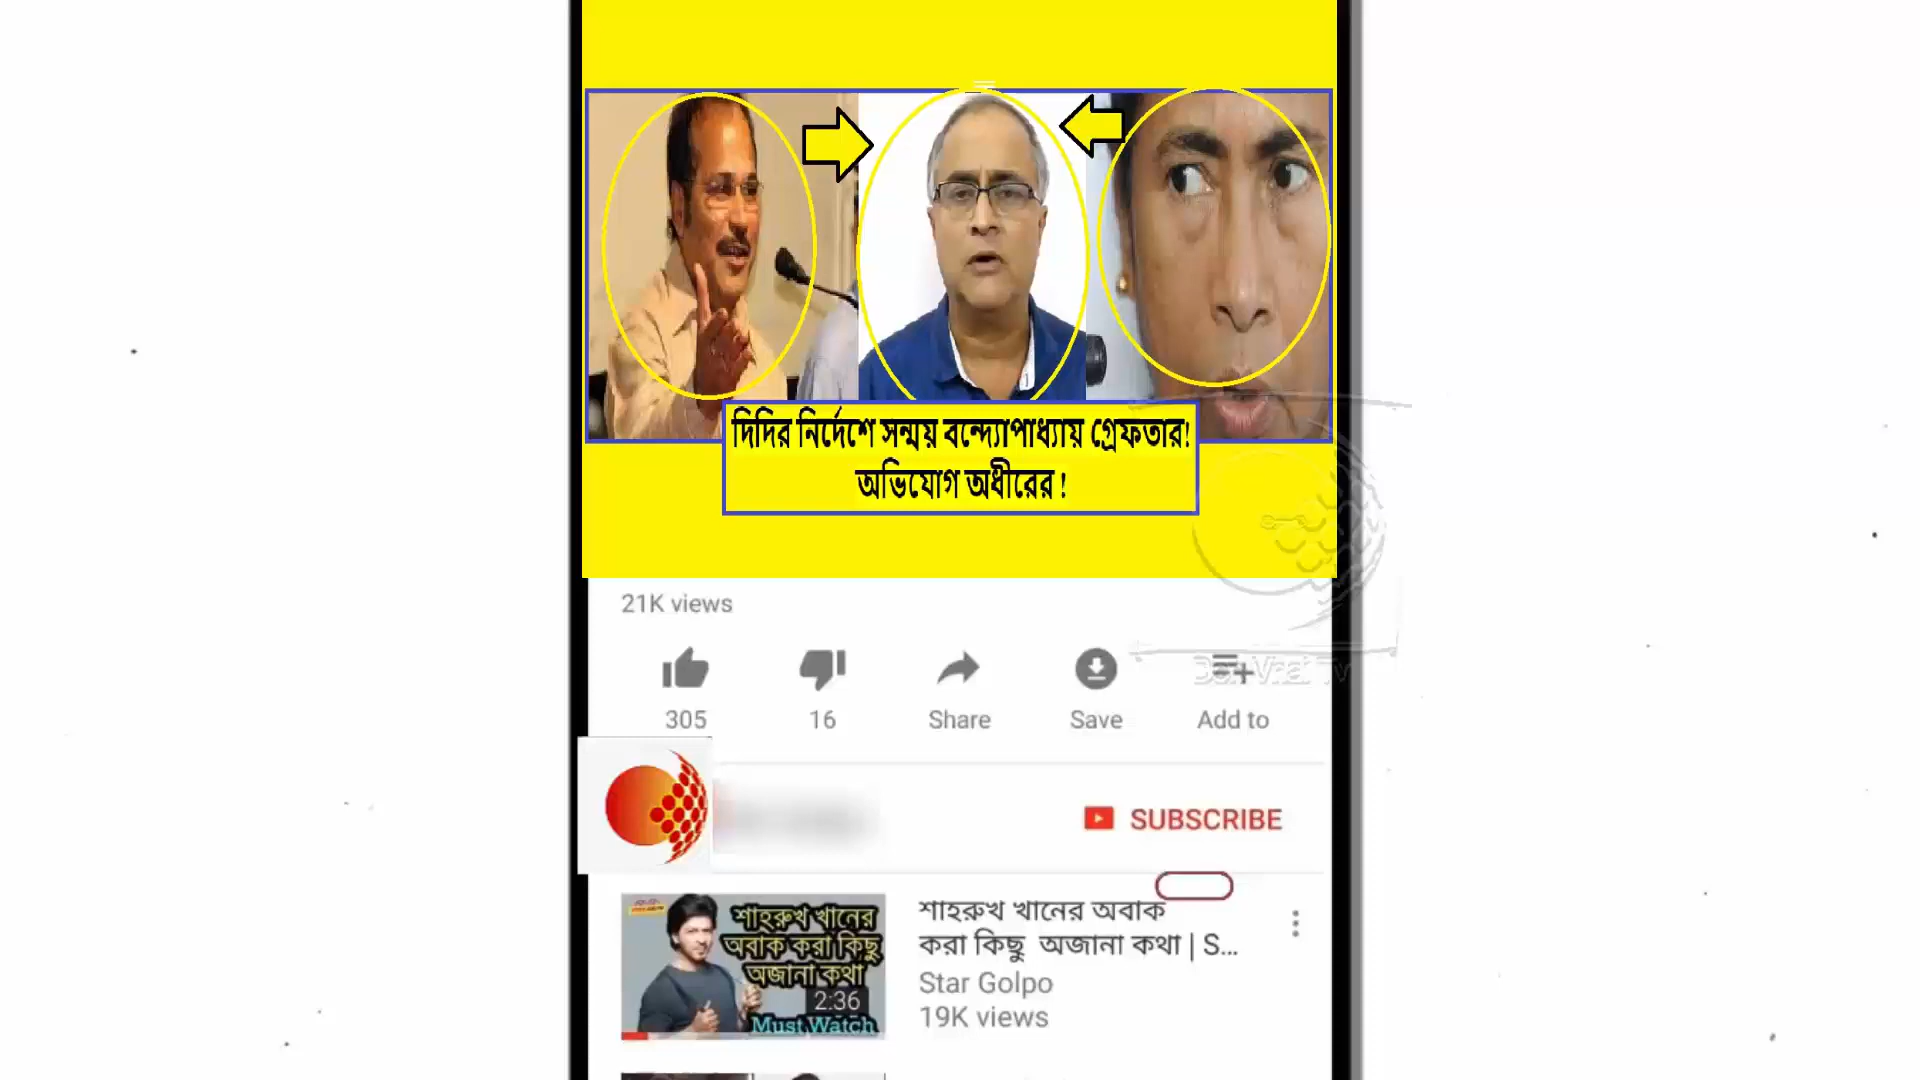 দিদির নির্দেশে সন্ময় বন্দ্যোপাধ্যায় গ্রেফতার!
অভিযোগ অধীরের !
21K views
305
16
Share
Save
Add to
SUBSCRIBE
শাহরুখ খানের
অবাক করা কিছু
অজানা কথা
2:36
Must Watch
শাহরুখ খানের অবাক
করা কিছু অজানা কথা | S...
Star Golpo
19K views